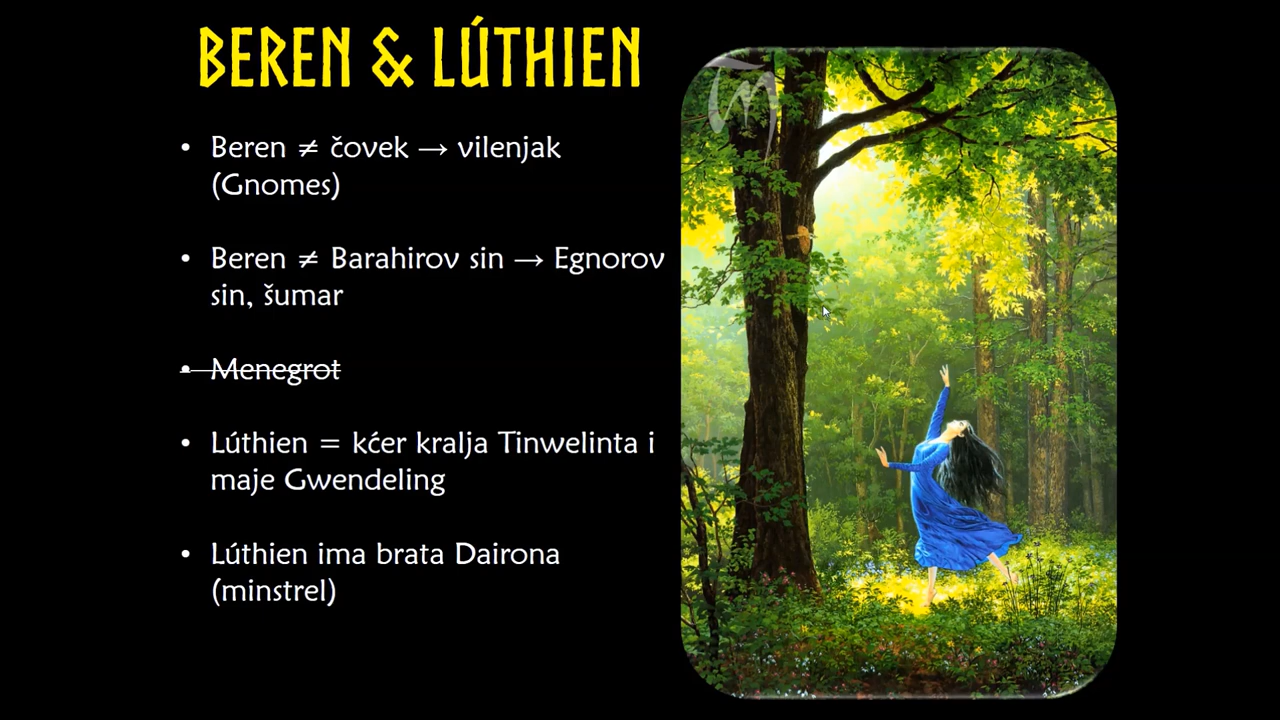 BEREN & LÚTHIEN
• Beren ≠ čovek → vilenjak
(Gnomes)
• Beren ≠ Barahirov sin → Egnorov
sin, šumar
• Menegrot
• Lúthien = kćer kralja Tinwelinta i
maje Gwendeling
• Lúthien ima brata Dairona
(minstrel)